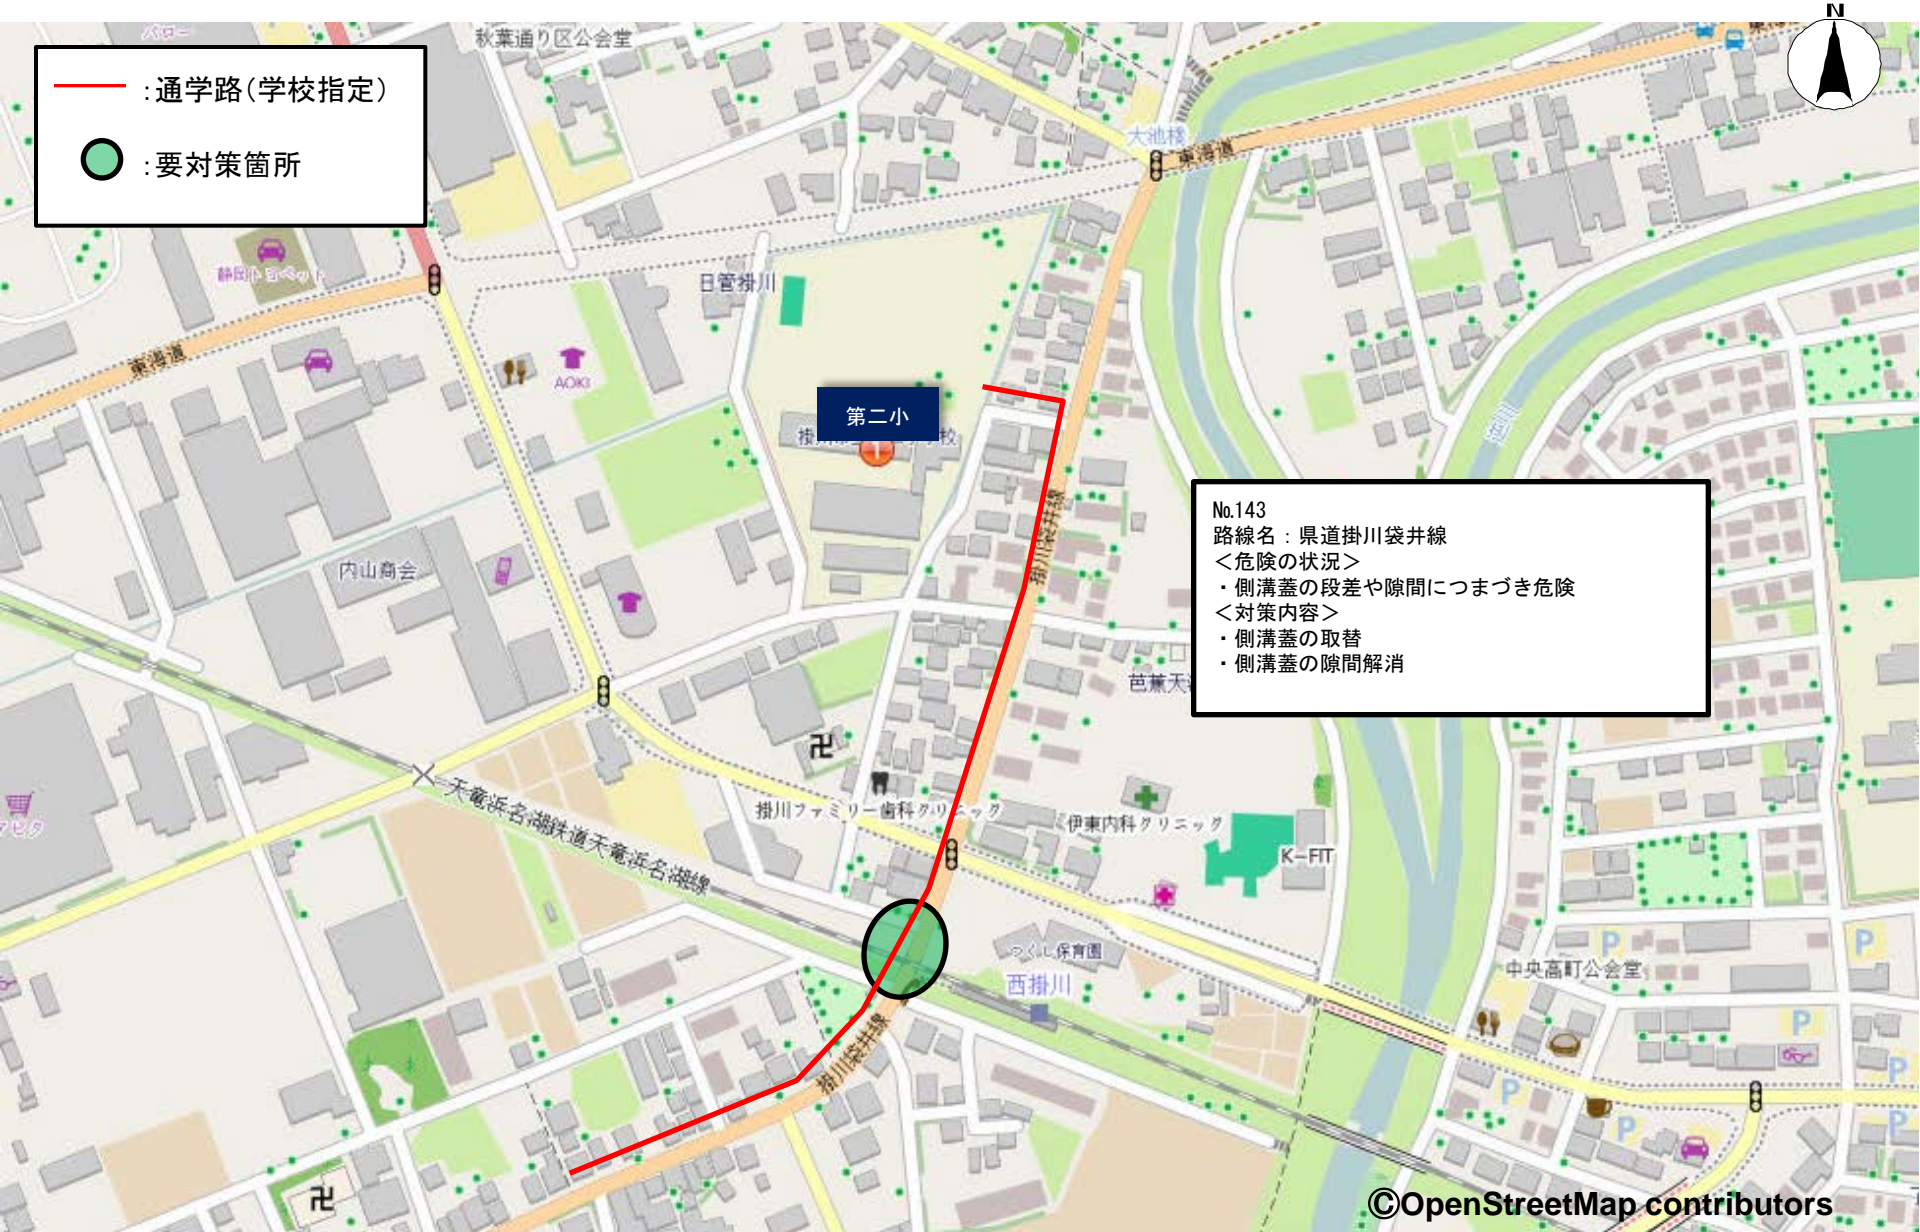 N
:通学路(学校指定)
:要対策箇所
秋葉通り区公会堂
大池橋
東海道
静岡トヨペット
日管掛川
東海道
AOKI
第二小
掛川袋井線
内山商会
No.143
路線名：県道掛川袋井線
＜危険の状況＞
・側溝蓋の段差や隙間につまづき危険
＜対策内容＞
・側溝蓋の取替
・側溝蓋の隙間解消
芭蕉天
天竜浜名湖鉄道天竜浜名湖線
掛川ファミリー歯科クリニック
伊東内科クリニック
K-FIT
つくし保育園
西掛川
中央高町公会堂
P
P
P
P
P
P
P
掛川袋井線
©OpenStreetMap contributors